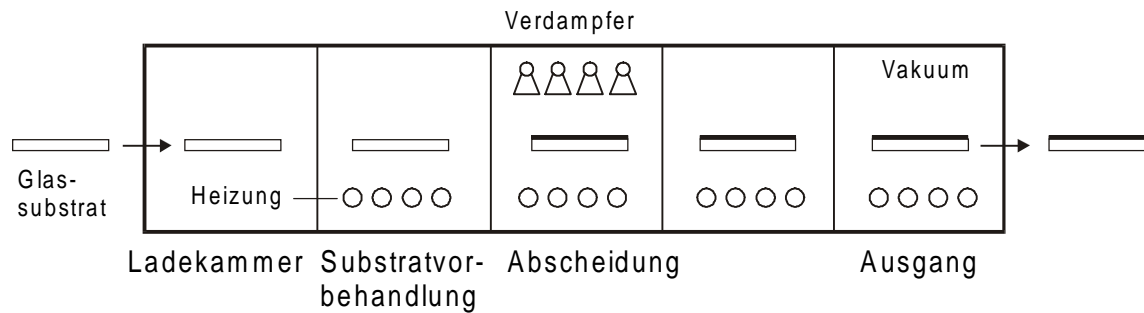 Verdampfer
Vakuum
Glas-
substrat
Heizung
Ladekammer
Substratvor-
behandlung
Abscheidung
Ausgang